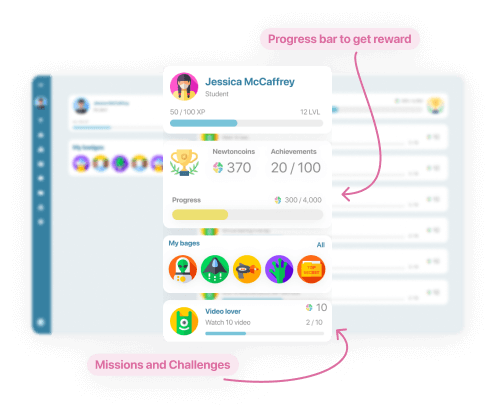 Progress bar to get reward
Jessica McCaffrey
Student
50 / 100 XP
12 LVL
Newtoncoins
Achievements
370
20 / 100
Progress
300 / 4,000
My bages
All
Video lover
10
Watch 10 video
2 / 10
Missions and Challenges
My badges